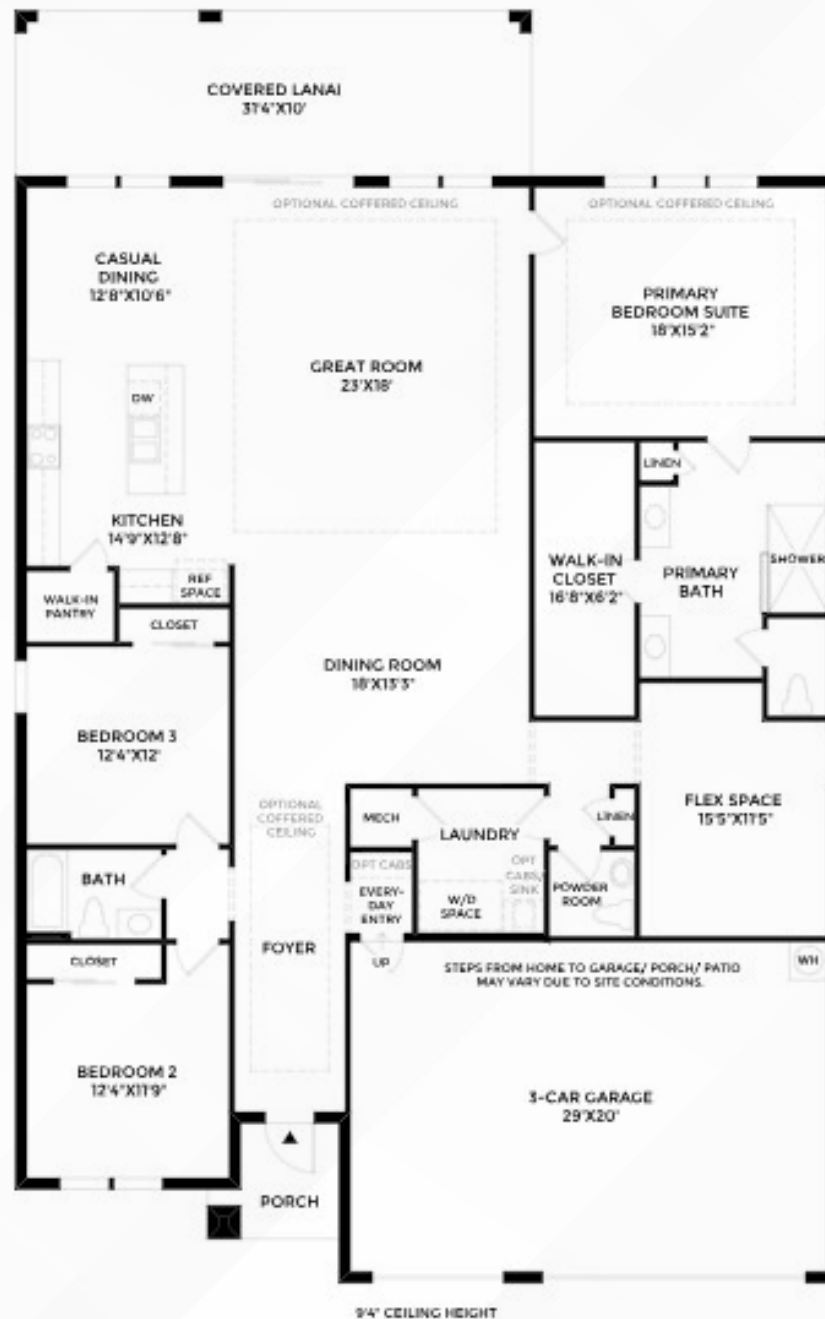 COVERED LANAI
31'4"X10'
OPTIONAL COFFERED CEILING
OPTIONAL COFFERED CEILING
CASUAL
DINING
12'8"X10'6"
PRIMARY
BEDROOM SUITE
18'X15'2"
GREAT ROOM
23'X18'
DW
LINEN
KITCHEN
14'9"X12'8"
REF
SPACE
WALK-IN
PANTRY
CLOSET
WALK-IN
CLOSET
16'8"X6'2"
PRIMARY
BATH
SHOWER
DINING ROOM
18'X13'3"
BEDROOM 3
12'4"X12'
OPTIONAL
COFFERED
CEILING
MECH
LAUNDRY
LINEN
FLEX SPACE
15'5"X11'5"
BATH
OPT CABS
EVERY-
DAY
ENTRY
W/D
SPACE
OPT
CABS/
SINK
POWDER
ROOM
FOYER
UP
CLOSET
STEPS FROM HOME TO GARAGE/ PORCH/ PATIO
MAY VARY DUE TO SITE CONDITIONS.
WH
BEDROOM 2
12'4"X11'9"
3-CAR GARAGE
29'X20'
PORCH
9'4" CEILING HEIGHT